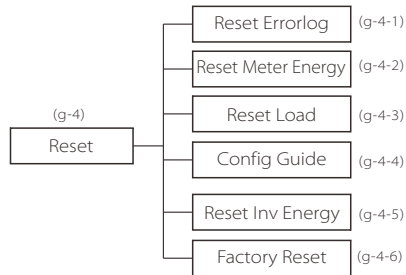 Reset Errorlog (g-4-1)
Reset Meter Energy (g-4-2)
(g-4)
Reset Load (g-4-3)
Reset
Config Guide (g-4-4)
Reset Inv Energy (g-4-5)
Factory Reset (g-4-6)